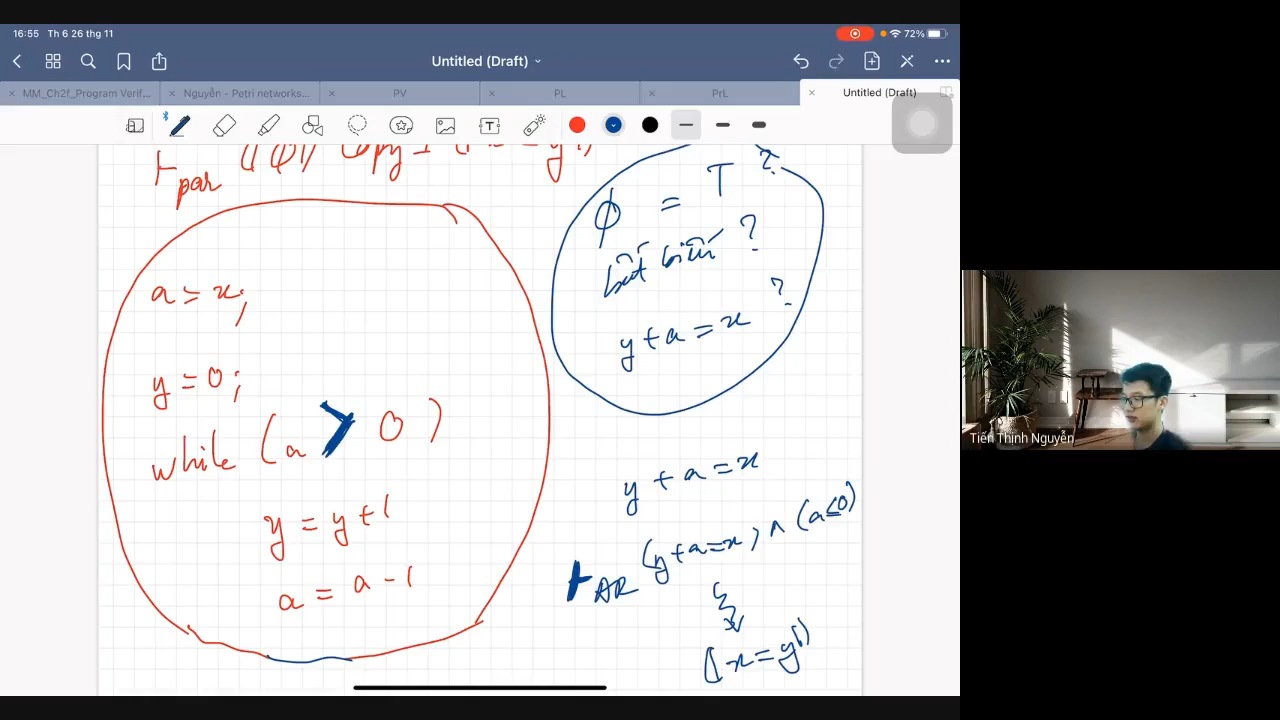 16:55 Th 6 26 thg 11
72%
Untitled (Draft)
MM_Ch2f_Program Verif...
Nguyễn - Petri networks...
PV
PL
PrL
Untitled (Draft)
⊢par (|ϕ|) Copy1 (|x = y|)
a = x;
y = 0;
while (a > 0)
y = y + 1
a = a - 1
ϕ = T ?
bất biến ?
y + a = x ?
y + a = x
⊢AR (y + a = x) ∧ (a ≤ 0)
(|x = y|)
Tiến Thịnh Nguyễn